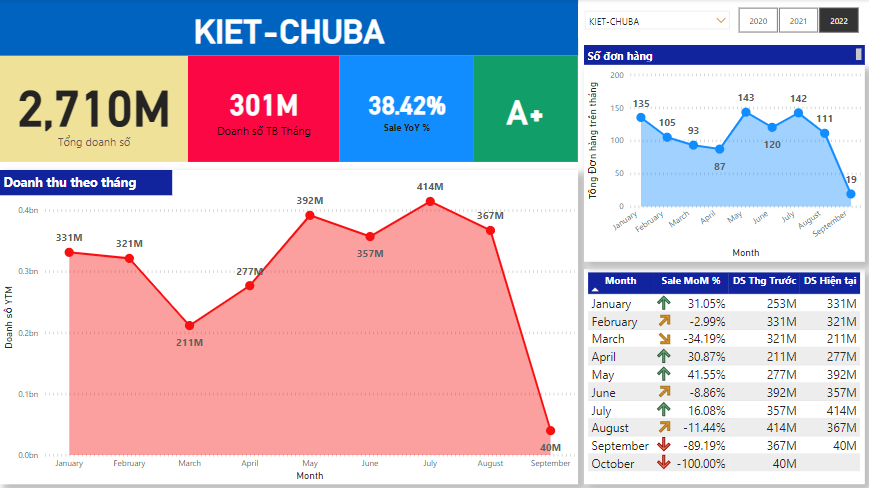 KIET-CHUBA
2,710M
Tổng doanh số
301M
Doanh số TB Tháng
38.42%
Sale YoY %
A+
KIET-CHUBA
2020
2021
2022
Số đơn hàng
Tổng Đơn hàng trên tháng
200
150
100
50
0
135
105
93
87
143
120
142
111
19
January
February
March
April
May
June
July
August
September
Month
Doanh thu theo tháng
Doanh số YTM
0.4bn
0.3bn
0.2bn
0.1bn
0.0bn
331M
321M
211M
277M
392M
357M
414M
367M
40M
January
February
March
April
May
June
July
August
September
Month
Month Sale MoM % DS Thg Trước DS Hiện tại
January 31.05% 253M 331M
February -2.99% 331M 321M
March -34.19% 321M 211M
April 30.87% 211M 277M
May 41.55% 277M 392M
June -8.86% 392M 357M
July 16.08% 357M 414M
August -11.44% 414M 367M
September -89.19% 367M 40M
October -100.00% 40M